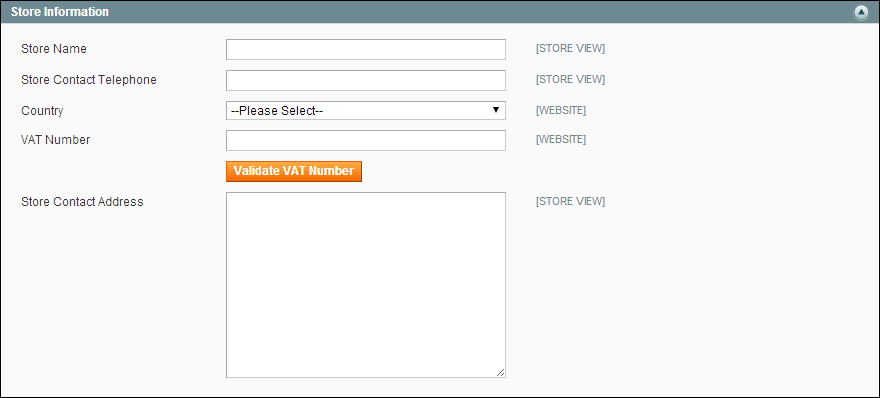 Store Information
Store Name [STORE VIEW]
Store Contact Telephone [STORE VIEW]
Country --Please Select-- [WEBSITE]
VAT Number [WEBSITE]
Validate VAT Number
Store Contact Address [STORE VIEW]